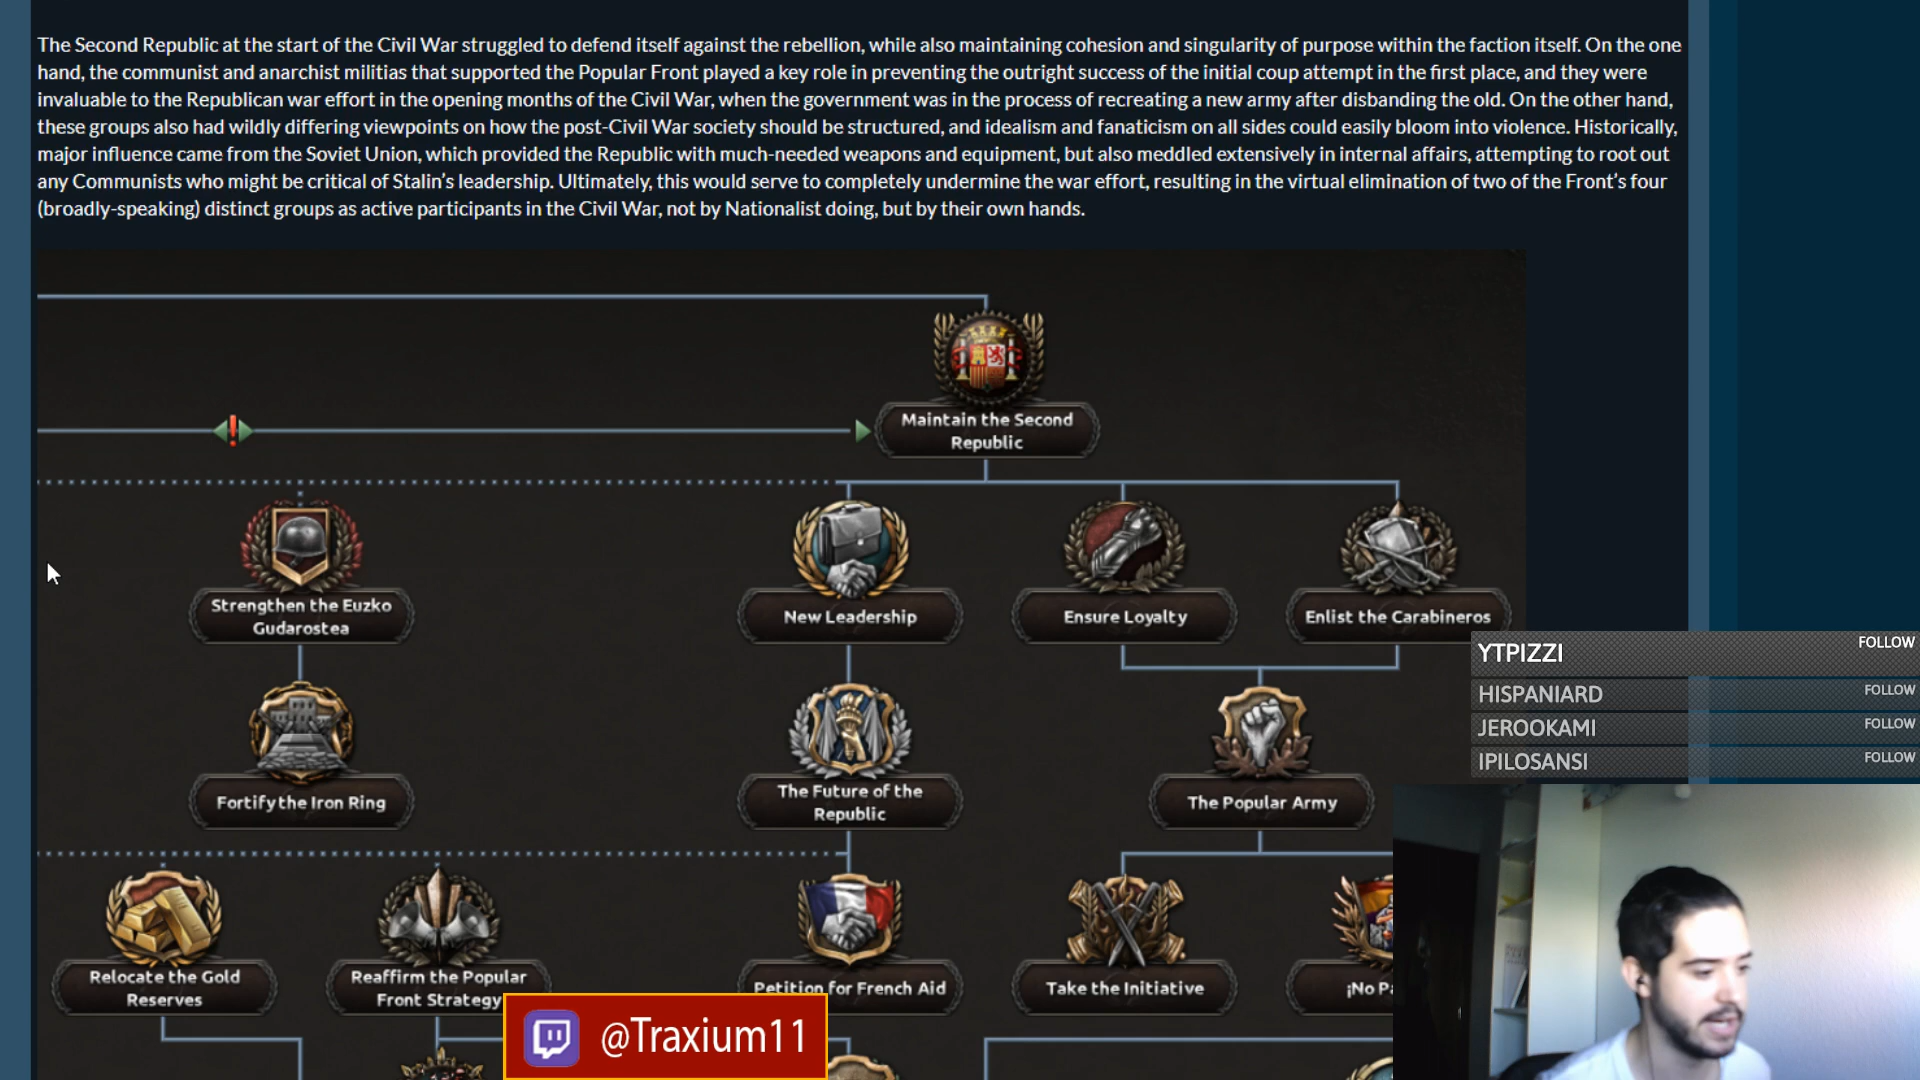 The Second Republic at the start of the Civil War struggled to defend itself against the rebellion, while also maintaining cohesion and singularity of purpose within the faction itself. On the one
hand, the communist and anarchist militias that supported the Popular Front played a key role in preventing the outright success of the initial coup attempt in the first place, and they were
invaluable to the Republican war effort in the opening months of the Civil War, when the government was in the process of recreating a new army after disbanding the old. On the other hand,
these groups also had wildly differing viewpoints on how the post-Civil War society should be structured, and idealism and fanaticism on all sides could easily bloom into violence. Historically,
major influence came from the Soviet Union, which provided the Republic with much-needed weapons and equipment, but also meddled extensively in internal affairs, attempting to root out
any Communists who might be critical of Stalin's leadership. Ultimately, this would serve to completely undermine the war effort, resulting in the virtual elimination of two of the Front's four
(broadly-speaking) distinct groups as active participants in the Civil War, not by Nationalist doing, but by their own hands.
Maintain the Second
Republic
Strengthen the Euzko
Gudarostea
New Leadership
Ensure Loyalty
Enlist the Carabineros
YTPIZZI FOLLOW
HISPANIARD FOLLOW
JEROOKAMI FOLLOW
IPILOSANSI FOLLOW
Fortify the Iron Ring
The Future of the
Republic
The Popular Army
Relocate the Gold
Reserves
Reaffirm the Popular
Front Strategy
Petition for French Aid
Take the Initiative
¡No Pa
@Traxium11